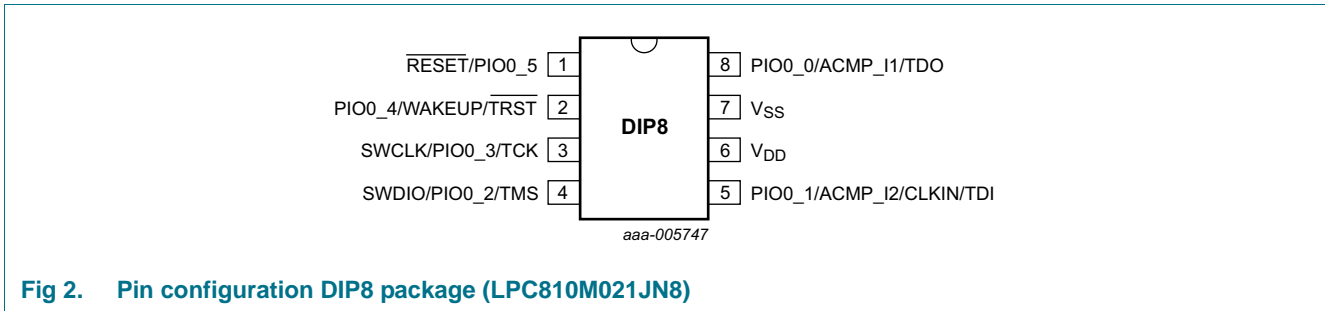 RESET/PIO0_5 1
8 PIO0_0/ACMP_I1/TDO
PIO0_4/WAKEUP/TRST 2
7 VSS
DIP8
SWCLK/PIO0_3/TCK 3
6 VDD
SWDIO/PIO0_2/TMS 4
5 PIO0_1/ACMP_I2/CLKIN/TDI
aaa-005747
Fig 2. Pin configuration DIP8 package (LPC810M021JN8)